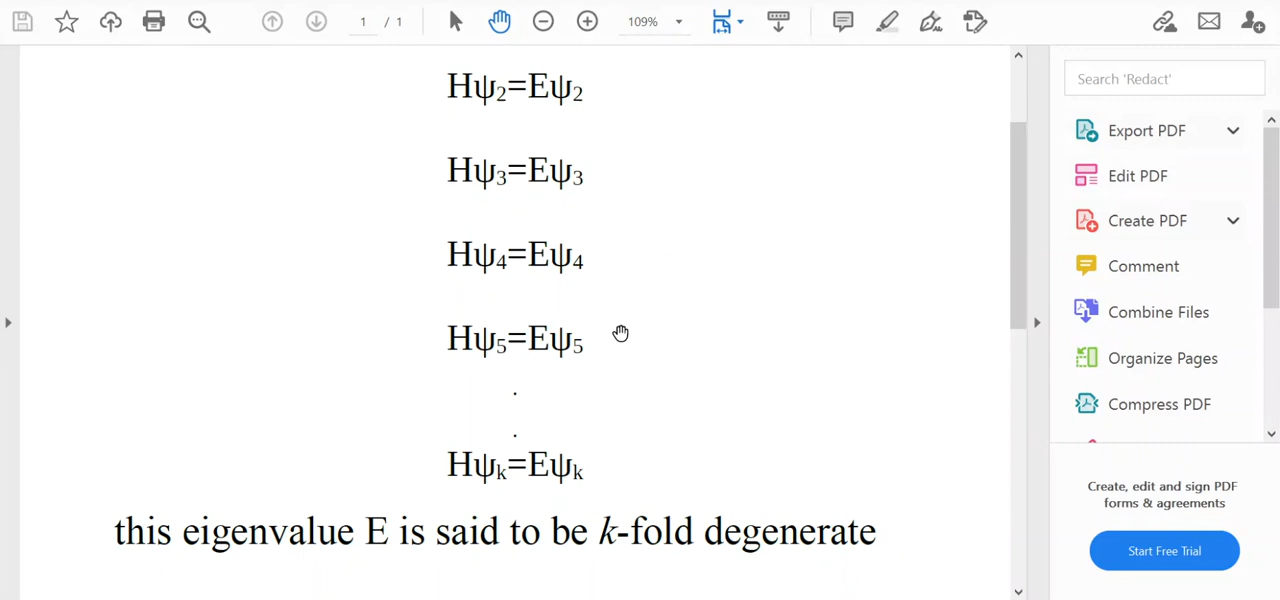 1 / 1
109%
Hψ₂=Eψ₂
Hψ₃=Eψ₃
Hψ₄=Eψ₄
Hψ₅=Eψ₅
.
.
Hψₖ=Eψₖ
this eigenvalue E is said to be k-fold degenerate
Search 'Redact'
Export PDF
Edit PDF
Create PDF
Comment
Combine Files
Organize Pages
Compress PDF
Create, edit and sign PDF
forms & agreements
Start Free Trial